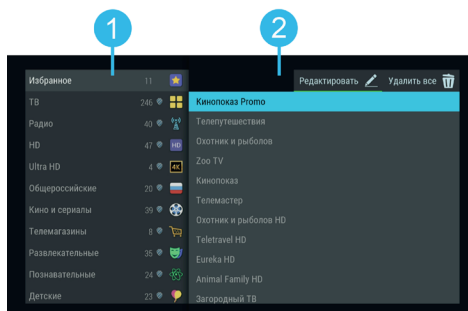 1
2
Редактировать
Удалить все
Избранное 11
ТВ 246
Радио 40
HD 47 HD
Ultra HD 4 4K
Общероссийские 20
Кино и сериалы 39
Телемагазины 8
Развлекательные 35
Познавательные 24
Детские 23
Кинопоказ Promo
Телепутешествия
Охотник и рыболов
Zoo TV
Кинопоказ
Телемастер
Охотник и рыболов HD
Teletravel HD
Eureka HD
Animal Family HD
Загородный ТВ